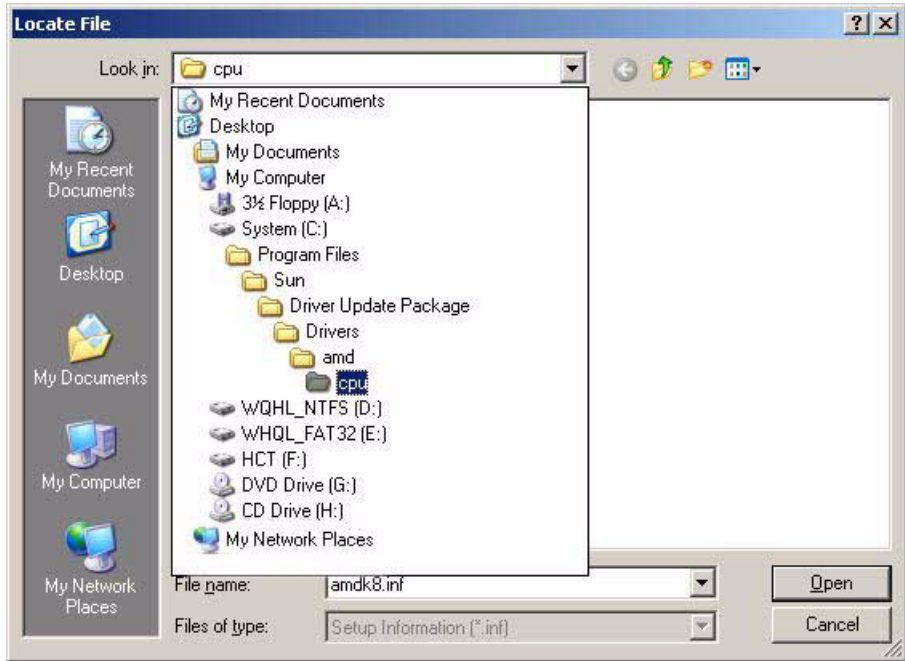 Locate File
Look in:
cpu
My Recent Documents
Desktop
My Documents
My Computer
3½ Floppy (A:)
System (C:)
Program Files
Sun
Driver Update Package
Drivers
amd
cpu
WQHL_NTFS (D:)
WHQL_FAT32 (E:)
HCT (F:)
DVD Drive (G:)
CD Drive (H:)
My Network Places
My Recent
Documents
Desktop
My Documents
My Computer
My Network
Places
File name:
amdk8.inf
Open
Files of type:
Setup Information (*.inf)
Cancel